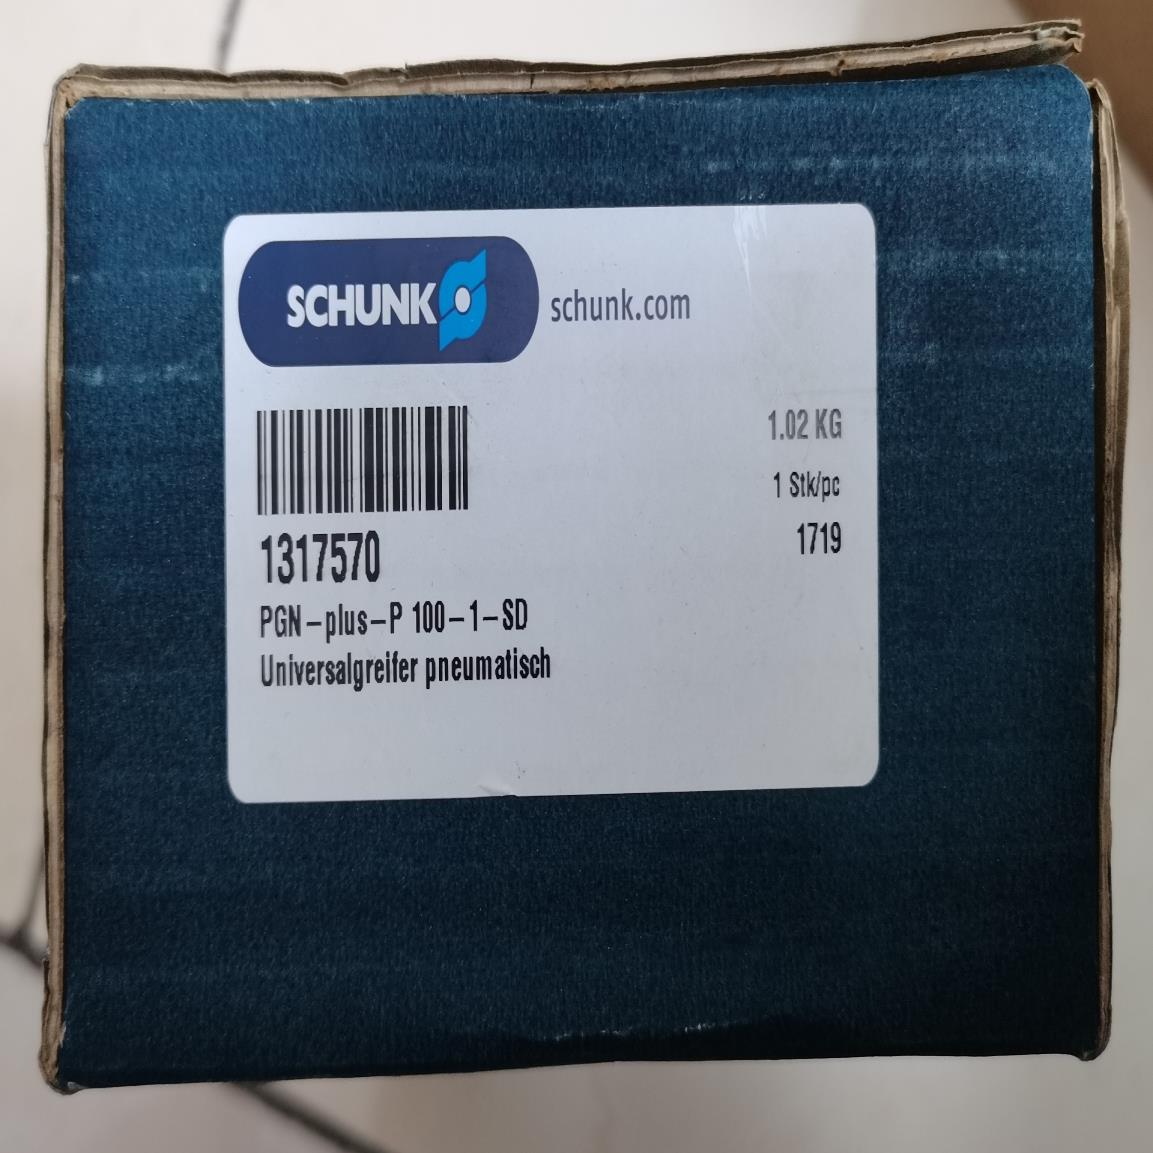 SCHUNK
schunk.com
1.02 KG
1 Stk/pc
1719
1317570
PGN-plus-P 100-1-SD
Universalgreifer pneumatisch